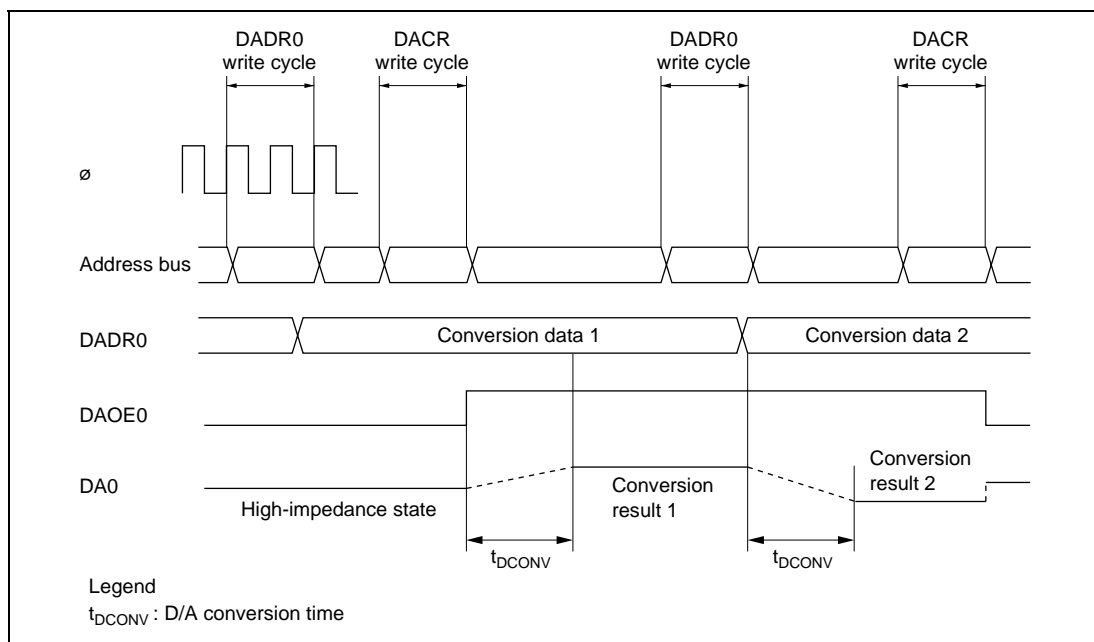 DADR0
write cycle
DACR
write cycle
DADR0
write cycle
DACR
write cycle
ø
Address bus
DADR0
Conversion data 1
Conversion data 2
DAOE0
DA0
High-impedance state
Conversion
result 1
Conversion
result 2
tDCONV
tDCONV
Legend
tDCONV : D/A conversion time